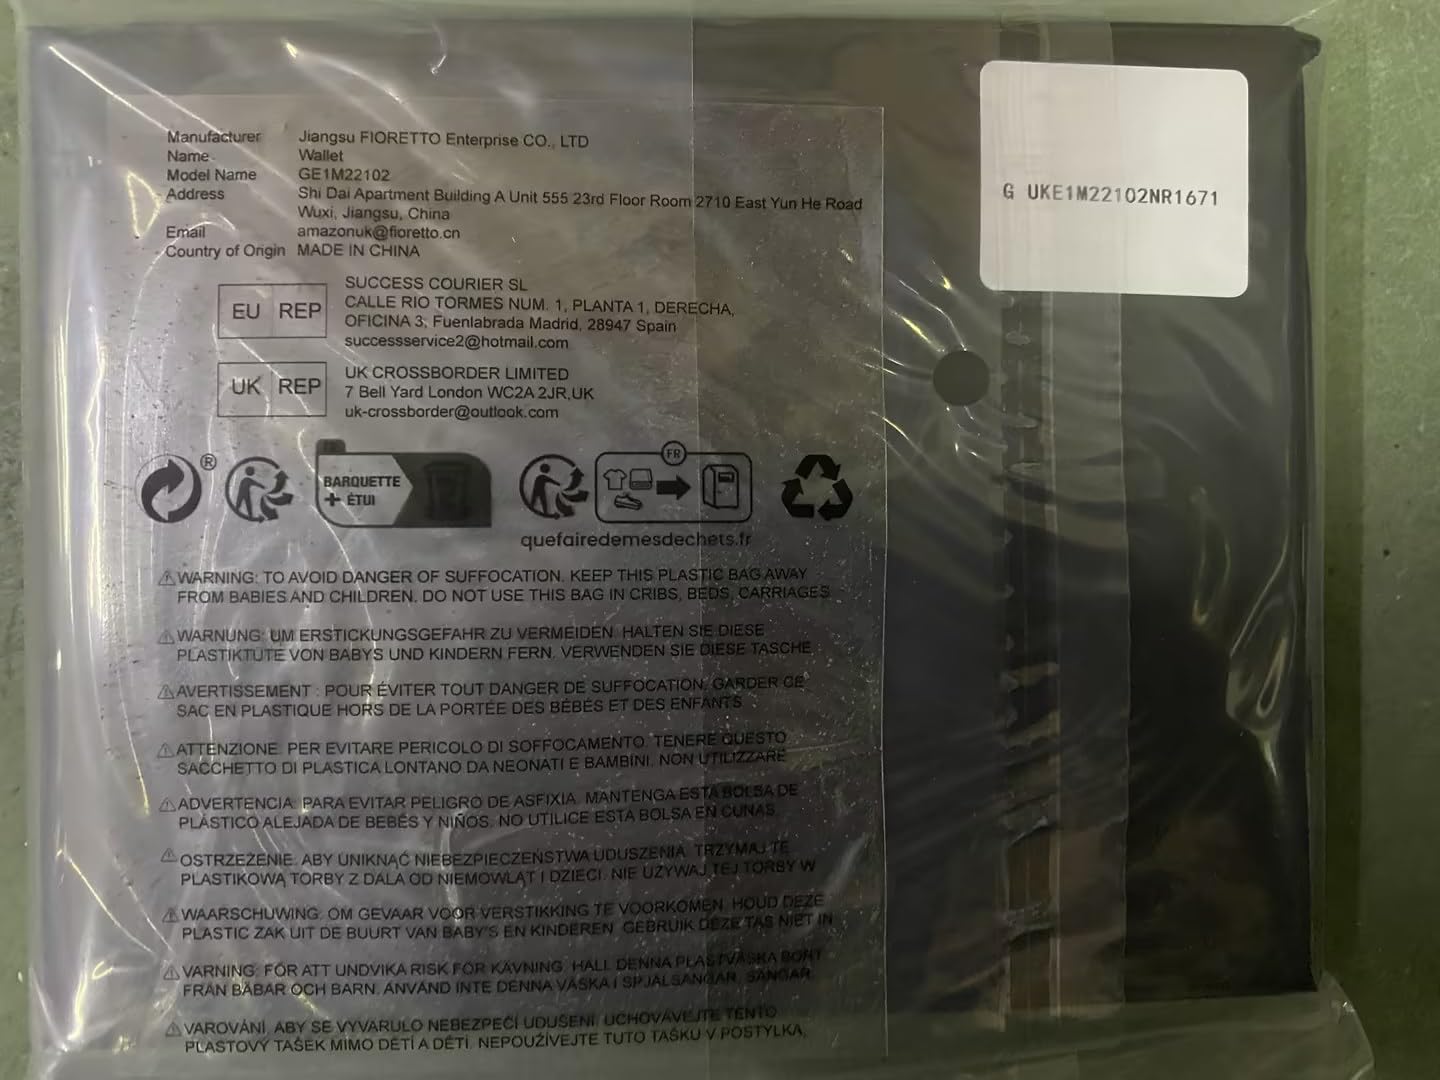 Manufacturer Jiangsu FIORETTO Enterprise CO., LTD
Name Wallet
Model Name GE1M22102
Address Shi Dai Apartment Building A Unit 555 23rd Floor Room 2710 East Yun He Road
Wuxi, Jiangsu, China
Email amazonuk@fioretto.cn
Country of Origin MADE IN CHINA
G UKE1M22102NR1671
EU REP
SUCCESS COURIER SL
CALLE RIO TORMES NUM. 1, PLANTA 1, DERECHA,
OFICINA 3, Fuenlabrada Madrid, 28947 Spain
successservice2@hotmail.com
UK REP
UK CROSSBORDER LIMITED
7 Bell Yard London WC2A 2JR,UK
uk-crossborder@outlook.com
®
BARQUETTE
+ ÉTUI
FR
quefairedemesdechets.fr
WARNING: TO AVOID DANGER OF SUFFOCATION. KEEP THIS PLASTIC BAG AWAY
FROM BABIES AND CHILDREN. DO NOT USE THIS BAG IN CRIBS, BEDS, CARRIAGES
WARNUNG: UM ERSTICKUNGSGEFAHR ZU VERMEIDEN. HALTEN SIE DIESE
PLASTIKTÜTE VON BABYS UND KINDERN FERN. VERWENDEN SIE DIESE TASCHE
AVERTISSEMENT : POUR ÉVITER TOUT DANGER DE SUFFOCATION. GARDER CE
SAC EN PLASTIQUE HORS DE LA PORTÉE DES BÉBÉS ET DES ENFANTS
ATTENZIONE: PER EVITARE PERICOLO DI SOFFOCAMENTO. TENERE QUESTO
SACCHETTO DI PLASTICA LONTANO DA NEONATI E BAMBINI. NON UTILIZZARE
ADVERTENCIA: PARA EVITAR PELIGRO DE ASFIXIA. MANTENGA ESTA BOLSA DE
PLÁSTICO ALEJADA DE BEBÉS Y NIÑOS. NO UTILICE ESTA BOLSA EN CUNAS
OSTRZEŻENIE: ABY UNIKNĄĆ NIEBEZPIECZEŃSTWA UDUSZENIA. TRZYMAJ TĘ
PLASTIKOWĄ TORBY Z DALA OD NIEMOWLĄT I DZIECI. NIE UŻYWAJ TEJ TORBY W
WAARSCHUWING: OM GEVAAR VOOR VERSTIKKING TE VOORKOMEN. HOUD DEZE
PLASTIC ZAK UIT DE BUURT VAN BABY'S EN KINDEREN. GEBRUIK DEZE TAS NIET IN
VARNING: FÖR ATT UNDVIKA RISK FÖR KÄVNING. HÅLL DENNA PLASTVÄSKA BORT
FRÅN BÄBAR OCH BARN. ANVÄND INTE DENNA VÄSKA I SPJÄLSÄNGAR, SÄNGAR
VAROVÁNÍ: ABY SE VYVAROVALO NEBEZPEČÍ UDUŠENÍ. UCHOVÁVEJTE TENTO
PLASTOVÝ TAŠEK MIMO DĚTÍ A DĚTÍ. NEPOUŽÍVEJTE TUTO TAŠKU V POSTÝLKA,